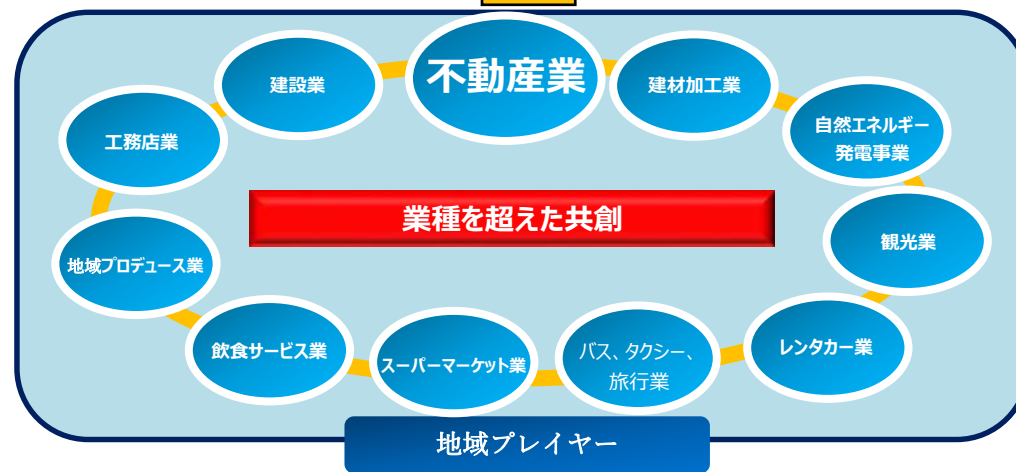 不動産業
建設業
建材加工業
工務店業
自然エネルギー
発電事業
業種を超えた共創
観光業
地域プロデュース業
飲食サービス業
スーパーマーケット業
バス、タクシー、
旅行業
レンタカー業
地域プレイヤー